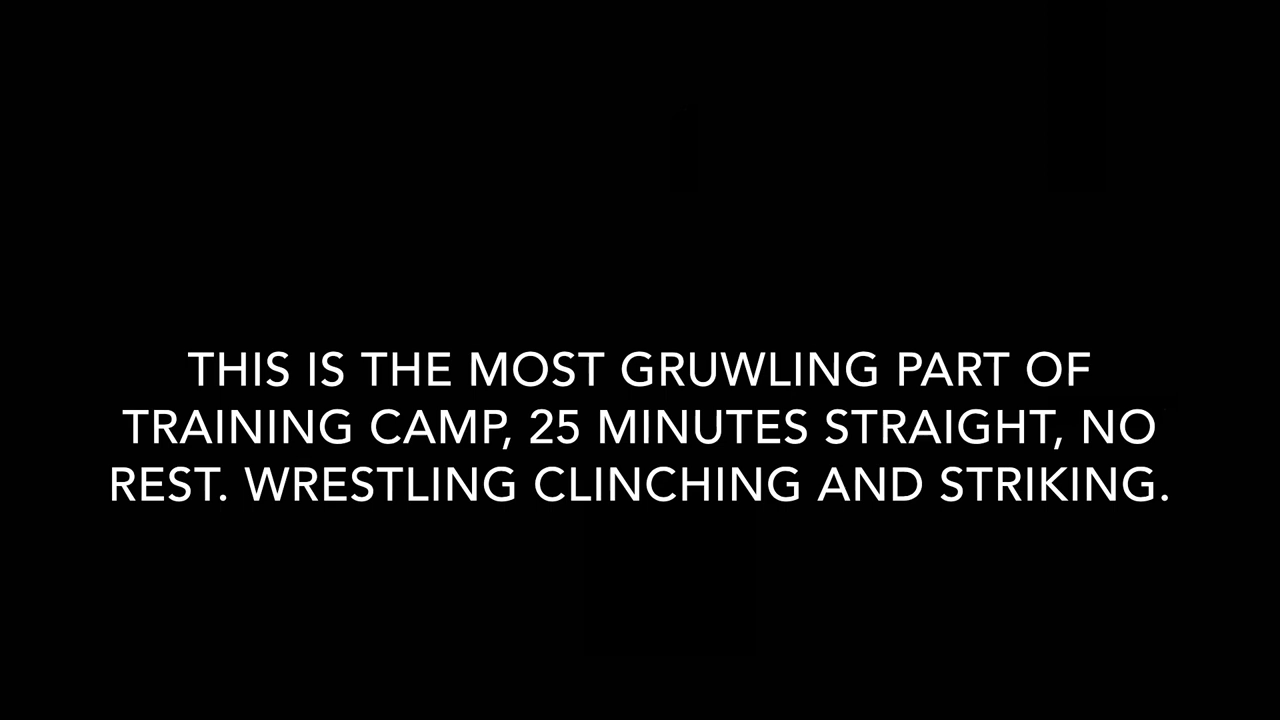 THIS IS THE MOST GRUWLING PART OF
TRAINING CAMP, 25 MINUTES STRAIGHT, NO
REST. WRESTLING CLINCHING AND STRIKING.